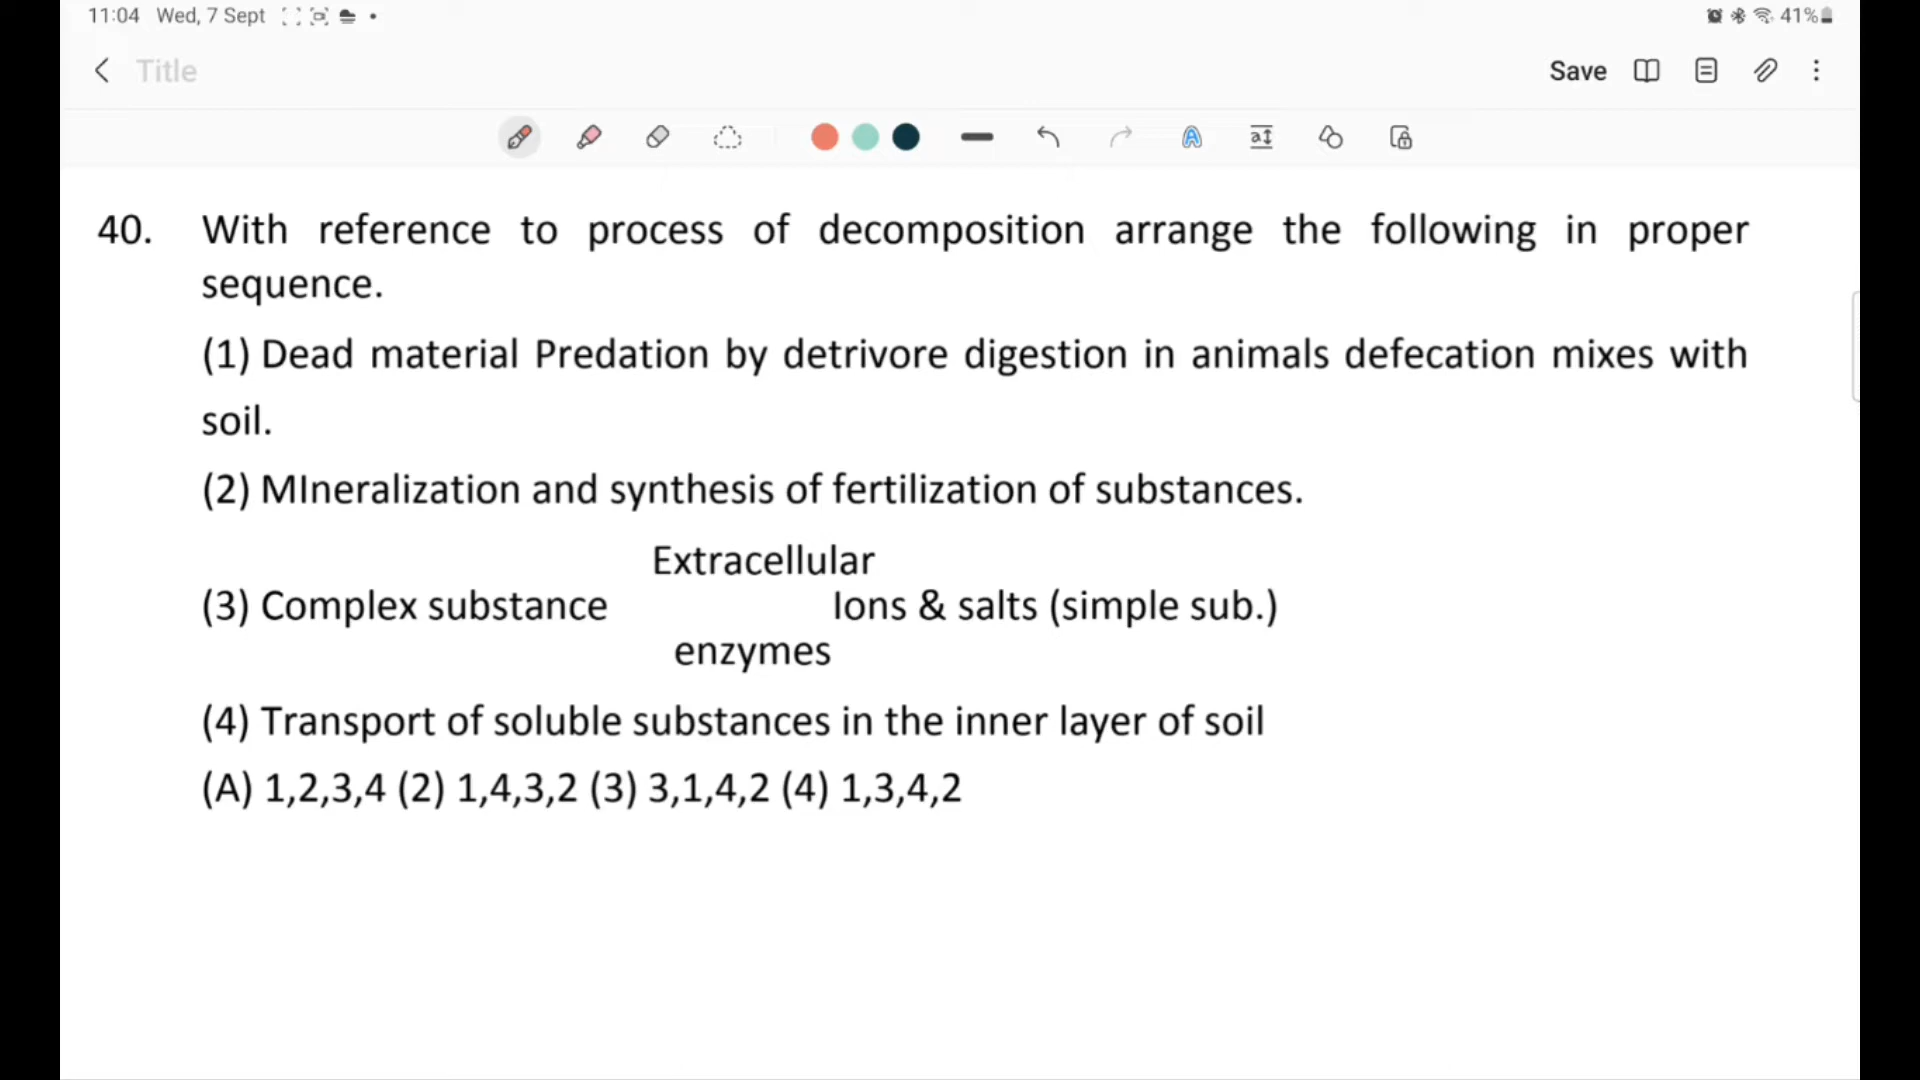 11:04 Wed, 7 Sept
41%
Title
Save
40. With reference to process of decomposition arrange the following in proper
sequence.
(1) Dead material Predation by detrivore digestion in animals defecation mixes with
soil.
(2) MIneralization and synthesis of fertilization of substances.
Extracellular
(3) Complex substance Ions & salts (simple sub.)
enzymes
(4) Transport of soluble substances in the inner layer of soil
(A) 1,2,3,4 (2) 1,4,3,2 (3) 3,1,4,2 (4) 1,3,4,2